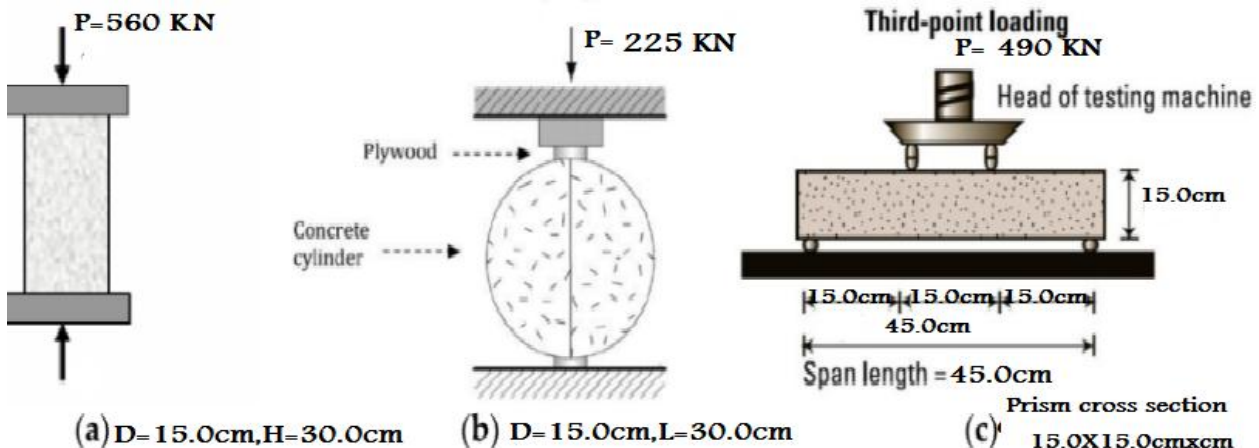 P=560 KN
(a) D=15.0cm,H=30.0cm
P= 225 KN
Plywood
Concrete
cylinder
(b) D=15.0cm,L=30.0cm
Third-point loading
P= 490 KN
Head of testing machine
15.0cm
15.0cm 15.0cm 15.0cm
45.0cm
Span length = 45.0cm
(c) Prism cross section
15.0X15.0cmxcm